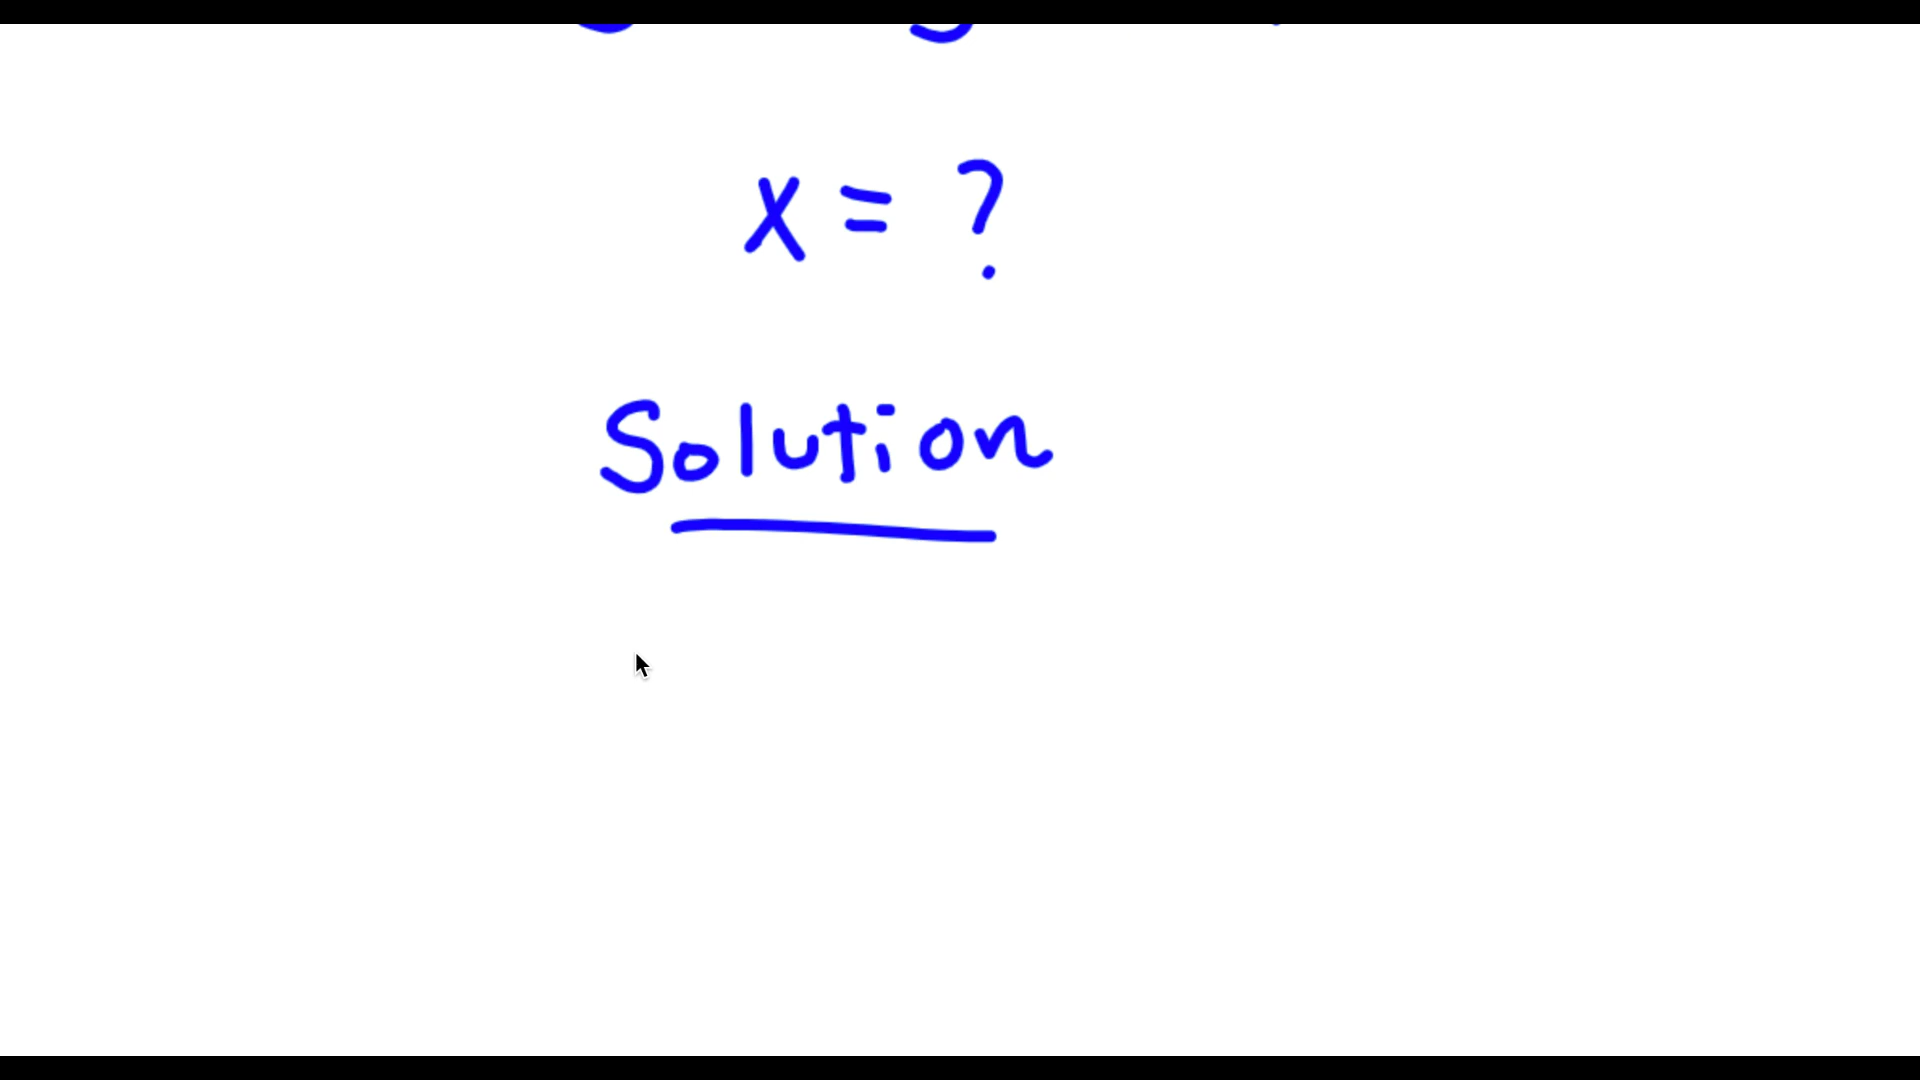 x = ?
Solution